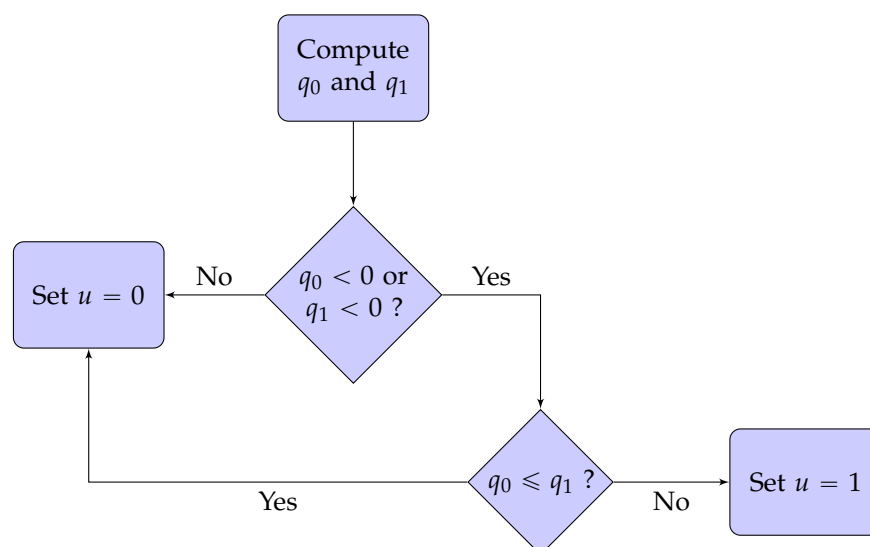 Compute
q₀ and q₁
No
q₀ < 0 or
q₁ < 0 ?
Yes
Set u = 0
q₀ ⩽ q₁ ?
Yes
No
Set u = 1